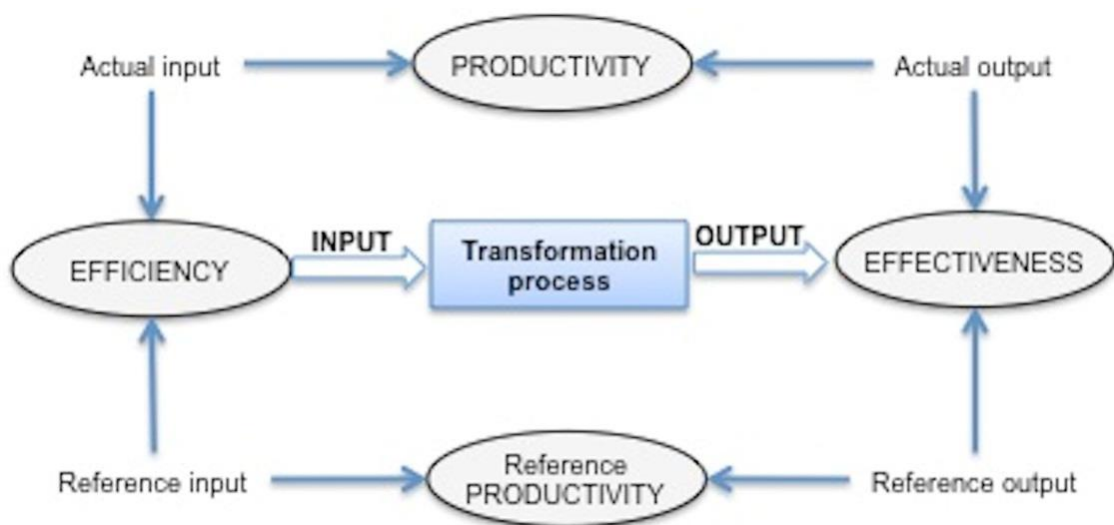 Actual input
PRODUCTIVITY
Actual output
EFFICIENCY
INPUT
Transformation
process
OUTPUT
EFFECTIVENESS
Reference input
Reference
PRODUCTIVITY
Reference output